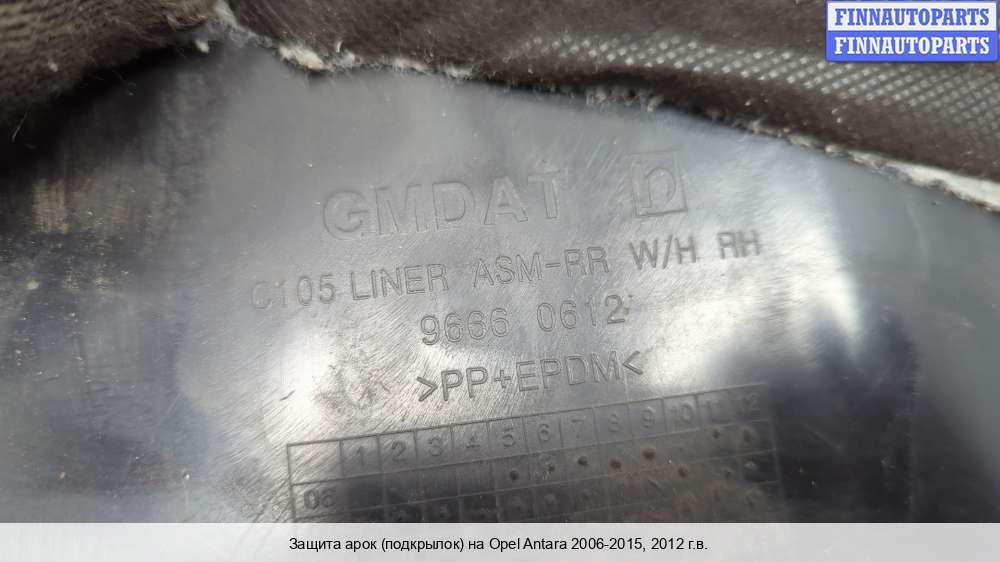 FINNAUTOPARTS
FINNAUTOPARTS
GMDAT n
C105 LINER ASM-RR W/H RH
9666 0612
>PP+EPDM<
1 2 3 4 5 6 7 8 9 10 11 12
06
Защита арок (подкрылок) на Opel Antara 2006-2015, 2012 г.в.